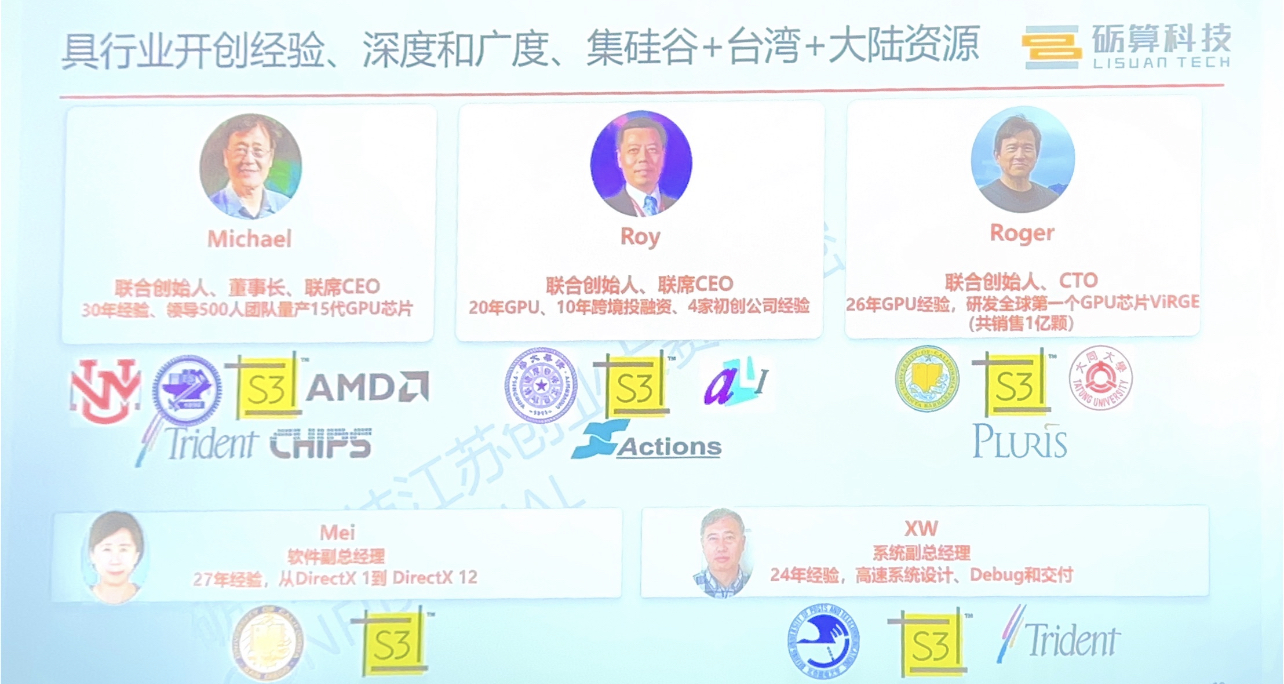 具行业开创经验、深度和广度、集硅谷+台湾+大陆资源
砺算科技
LISUAN TECH
Michael
联合创始人、董事长、联席CEO
30年经验、领导500人团队量产15代GPU芯片
Roy
联合创始人、联席CEO
20年GPU、10年跨境投融资、4家初创公司经验
Roger
联合创始人、CTO
26年GPU经验，研发全球第一个GPU芯片ViRGE
（共销售1亿颗）
S3™
AMD
Trident
CHIPS
S3™
ALI
Actions
S3™
大同大學
TATUNG UNIVERSITY
PLURIS
Mei
软件副总经理
27年经验，从DirectX 1到 DirectX 12
S3™
XW
系统副总经理
24年经验，高速系统设计、Debug和交付
S3™
Trident